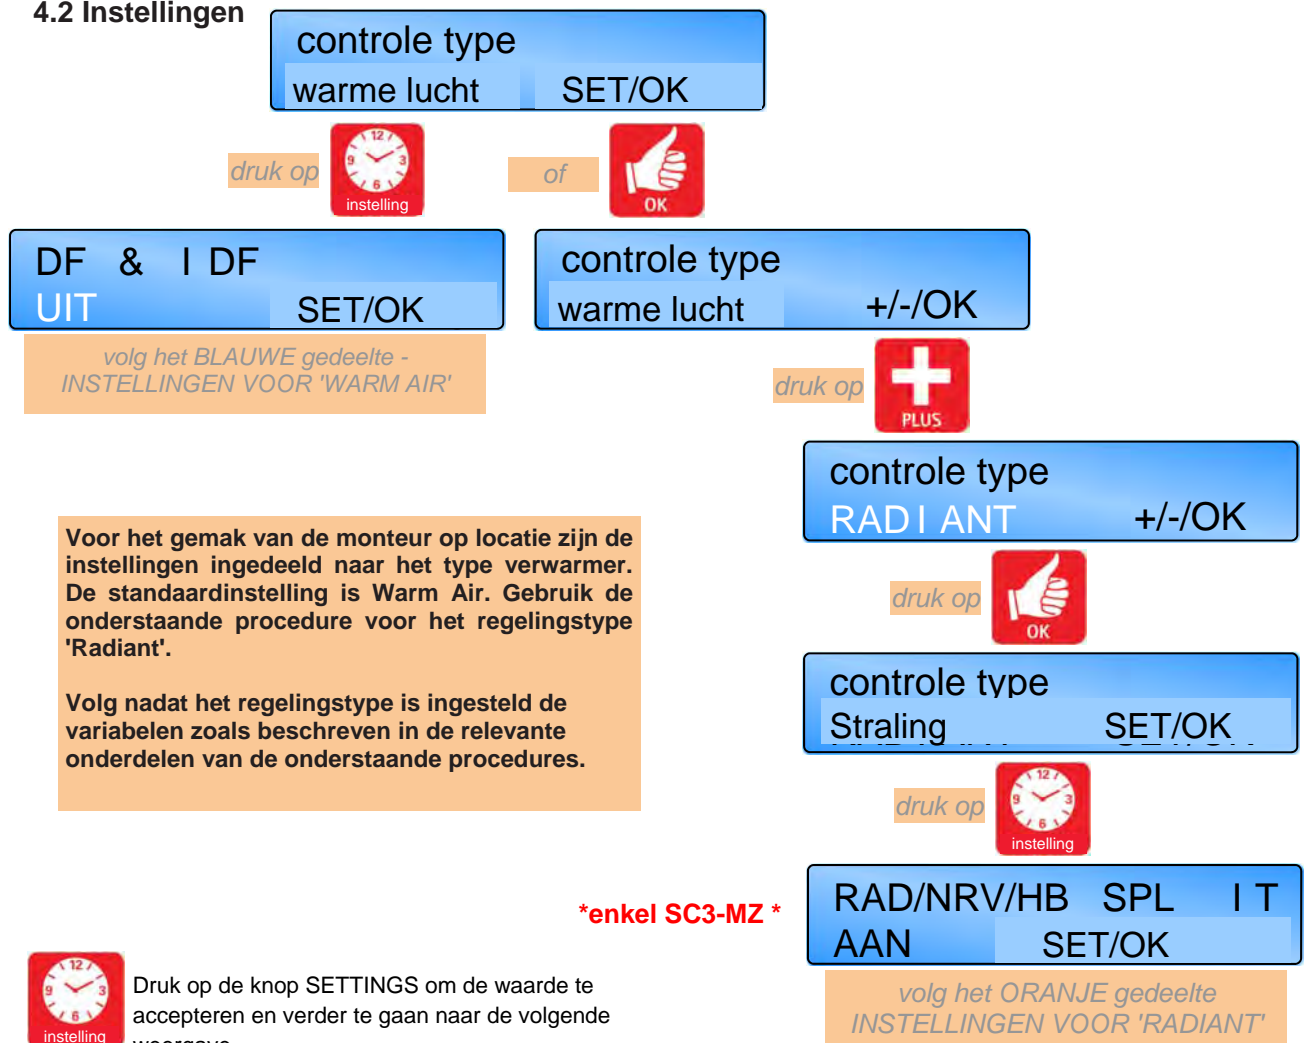 4.2 Instellingen
controle type
warme lucht SET/OK
druk op
instelling
of
OK
DF & I DF
UIT SET/OK
volg het BLAUWE gedeelte -
INSTELLINGEN VOOR 'WARM AIR'
controle type
warme lucht +/-/OK
druk op
PLUS
controle type
RADI ANT +/-/OK
druk op
OK
Voor het gemak van de monteur op locatie zijn de
instellingen ingedeeld naar het type verwarmer.
De standaardinstelling is Warm Air. Gebruik de
onderstaande procedure voor het regelingstype
'Radiant'.
Volg nadat het regelingstype is ingesteld de
variabelen zoals beschreven in de relevante
onderdelen van de onderstaande procedures.
controle type
Straling SET/OK
druk op
instelling
*enkel SC3-MZ *
RAD/NRV/HB SPL I T
AAN SET/OK
volg het ORANJE gedeelte
INSTELLINGEN VOOR 'RADIANT'
instelling
Druk op de knop SETTINGS om de waarde te
accepteren en verder te gaan naar de volgende